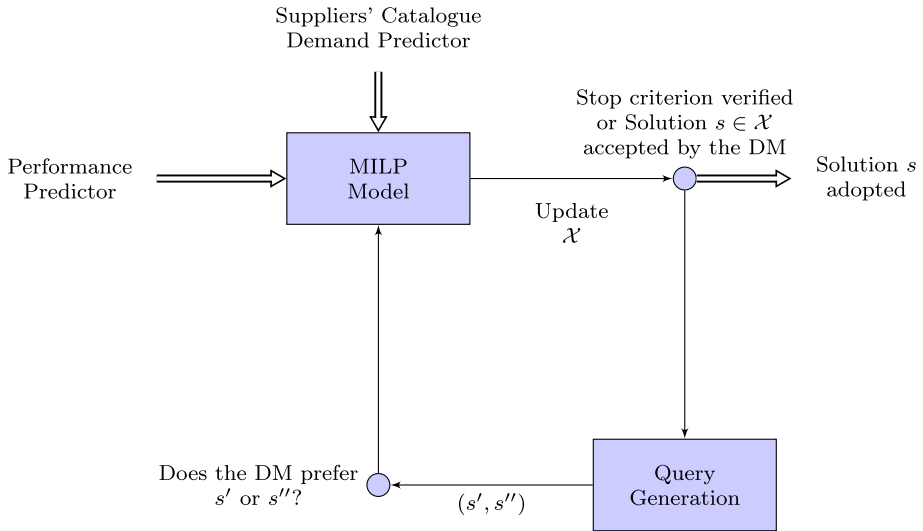 Suppliers’ Catalogue
Demand Predictor
Stop criterion verified
or Solution s ∈ 𝒳
accepted by the DM
Performance
Predictor
MILP
Model
Solution s
adopted
Update
𝒳
Does the DM prefer
s′ or s′′?
(s′, s′′)
Query
Generation